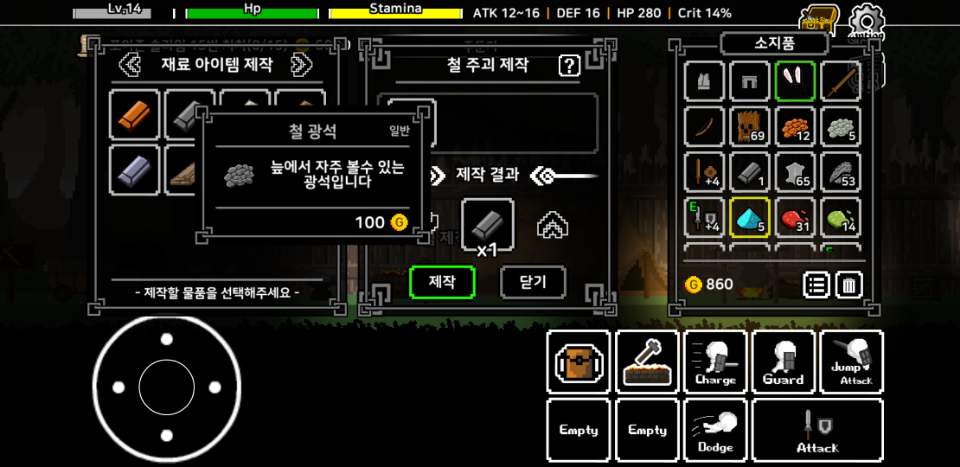 Lv.14
Hp
Stamina
ATK 12~16 | DEF 16 | HP 280 | Crit 14%
재료 아이템 제작
철 주괴 제작
?
소지품
철 광석
일반
늪에서 자주 볼수 있는
광석입니다
100 G
제작 결과
x1
제작
닫기
- 제작할 물품을 선택해주세요 -
69
12
5
+4
1
65
53
E
+4
5
31
14
G 860
Charge
Guard
Jump
Attack
Empty
Empty
Dodge
Attack